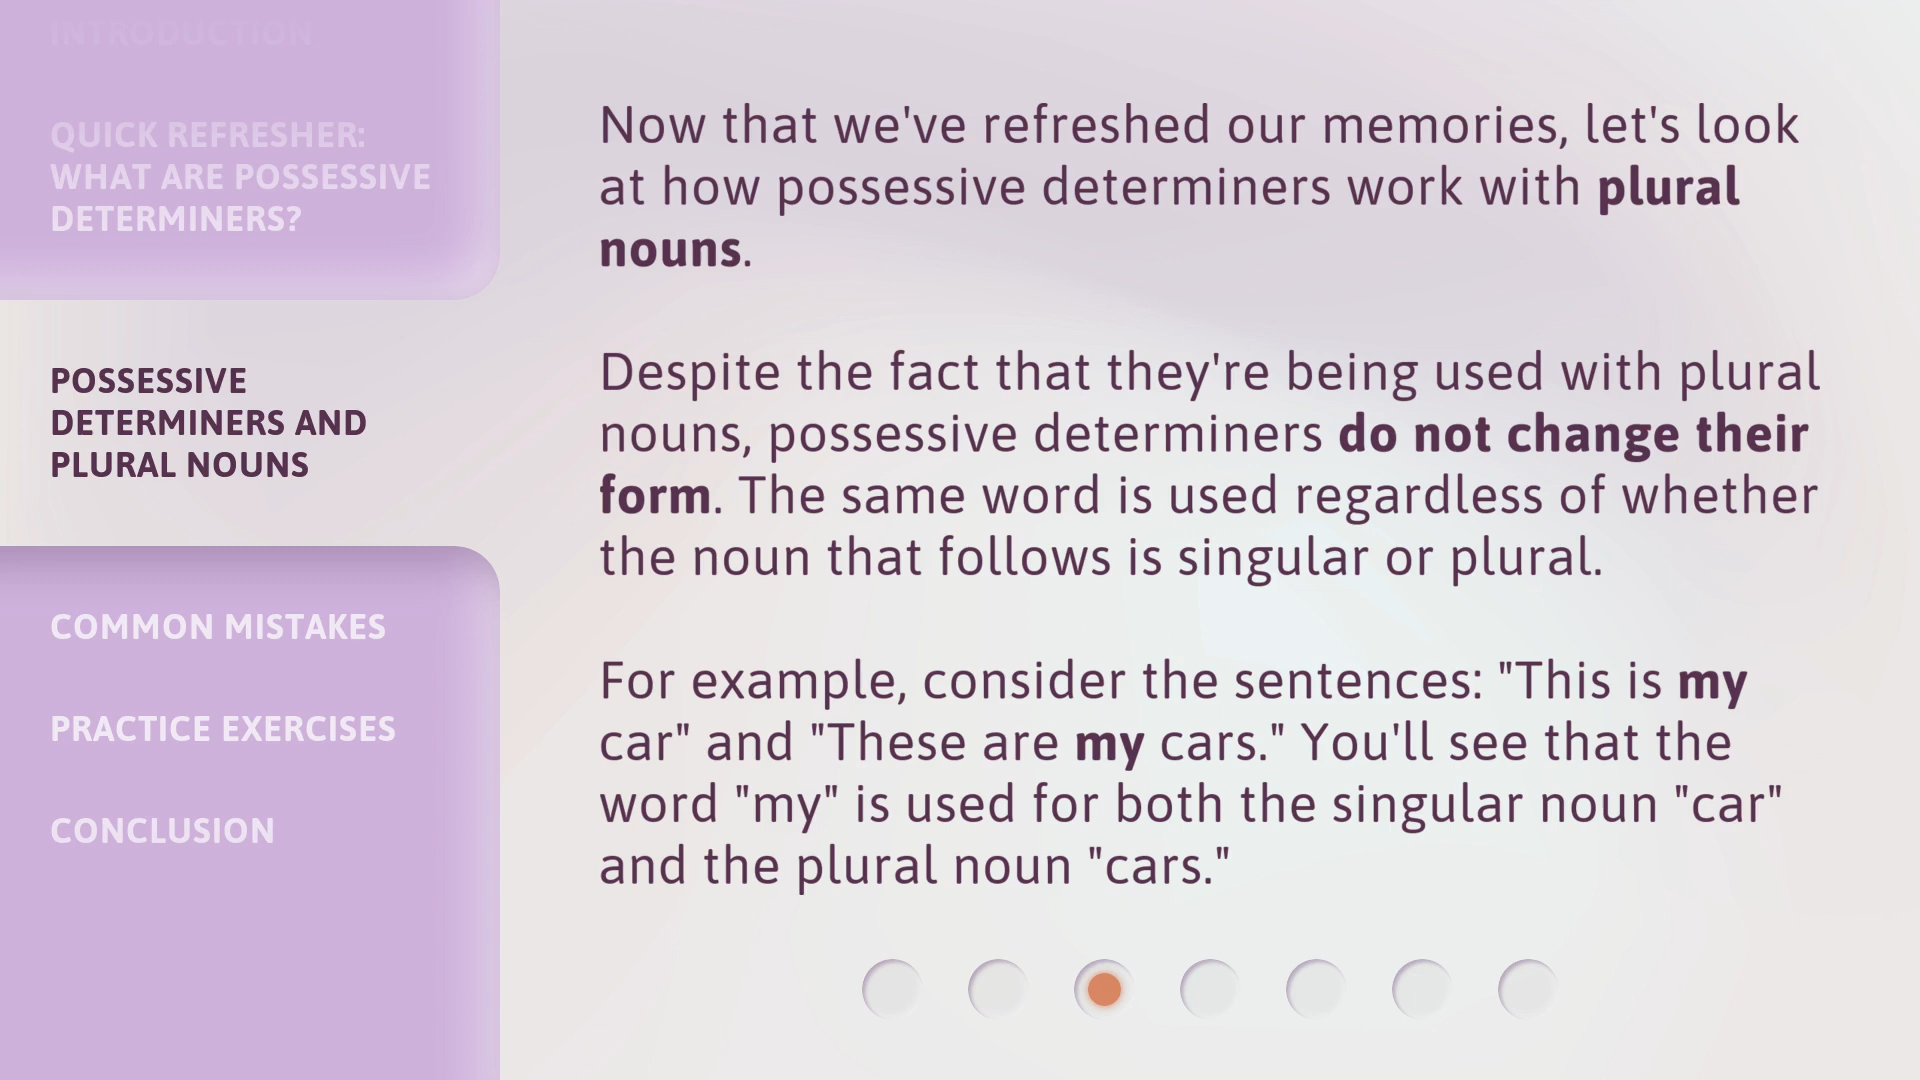 INTRODUCTION
QUICK REFRESHER:
WHAT ARE POSSESSIVE
DETERMINERS?
POSSESSIVE
DETERMINERS AND
PLURAL NOUNS
COMMON MISTAKES
PRACTICE EXERCISES
CONCLUSION
Now that we've refreshed our memories, let's look
at how possessive determiners work with plural
nouns.
Despite the fact that they're being used with plural
nouns, possessive determiners do not change their
form. The same word is used regardless of whether
the noun that follows is singular or plural.
For example, consider the sentences: "This is my
car" and "These are my cars." You'll see that the
word "my" is used for both the singular noun "car"
and the plural noun "cars."